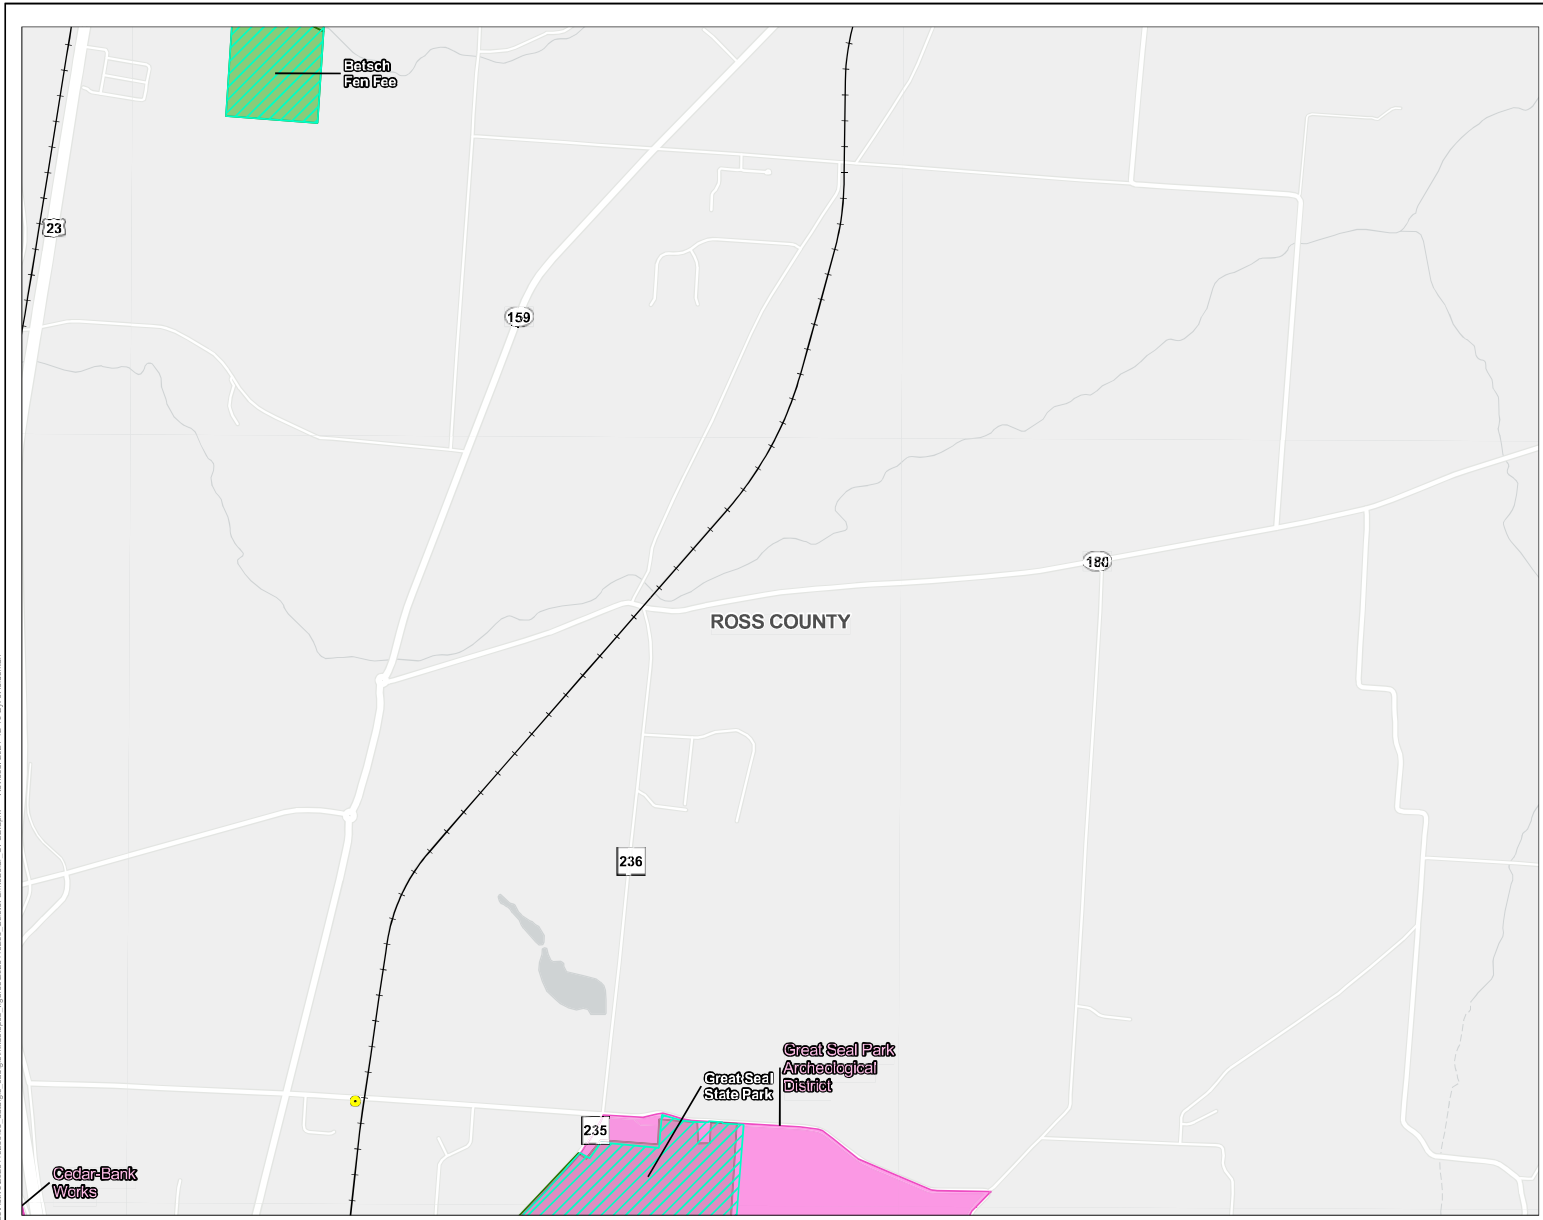 Betsch
Fen Fee
23
159
180
ROSS COUNTY
236
Great Seal Park
Archeological
District
Great Seal
State Park
235
Cedar-Bank
Works